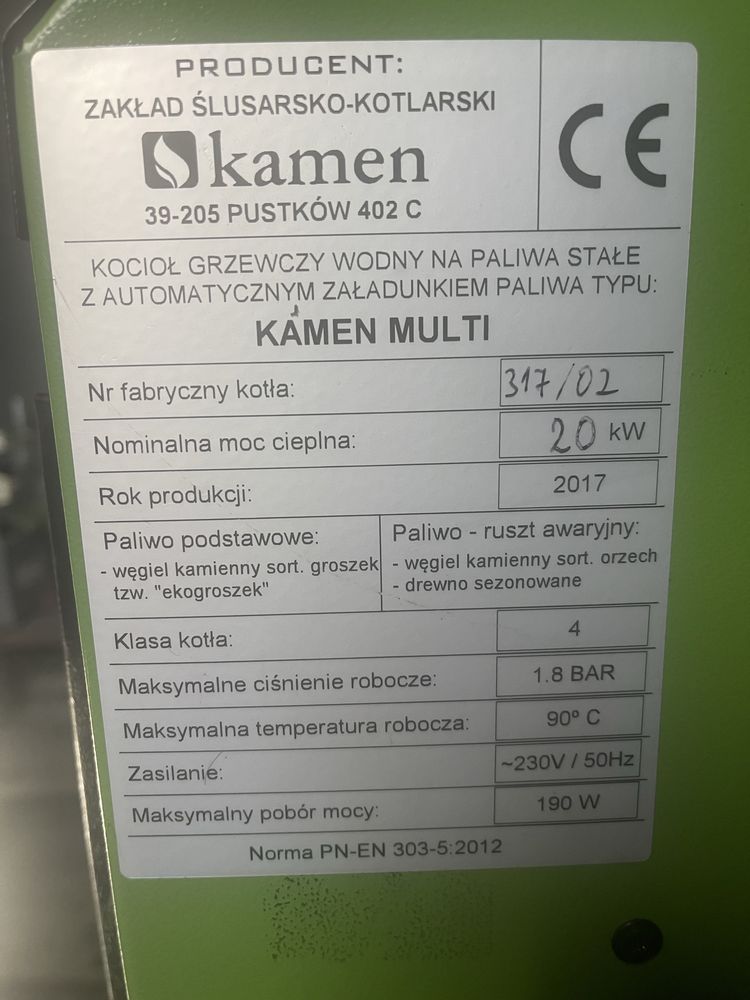 PRODUCENT:
ZAKŁAD ŚLUSARSKO-KOTLARSKI
kamen
39-205 PUSTKÓW 402 C
CE
KOCIOŁ GRZEWCZY WODNY NA PALIWA STAŁE
Z AUTOMATYCZNYM ZAŁADUNKIEM PALIWA TYPU:
KAMEN MULTI
Nr fabryczny kotła: 317/02
Nominalna moc cieplna: 20 kW
Rok produkcji: 2017
Paliwo podstawowe:
- węgiel kamienny sort. groszek
tzw. "ekogroszek"
Paliwo - ruszt awaryjny:
- węgiel kamienny sort. orzech
- drewno sezonowane
Klasa kotła: 4
Maksymalne ciśnienie robocze: 1.8 BAR
Maksymalna temperatura robocza: 90º C
Zasilanie: ~230V / 50Hz
Maksymalny pobór mocy: 190 W
Norma PN-EN 303-5:2012